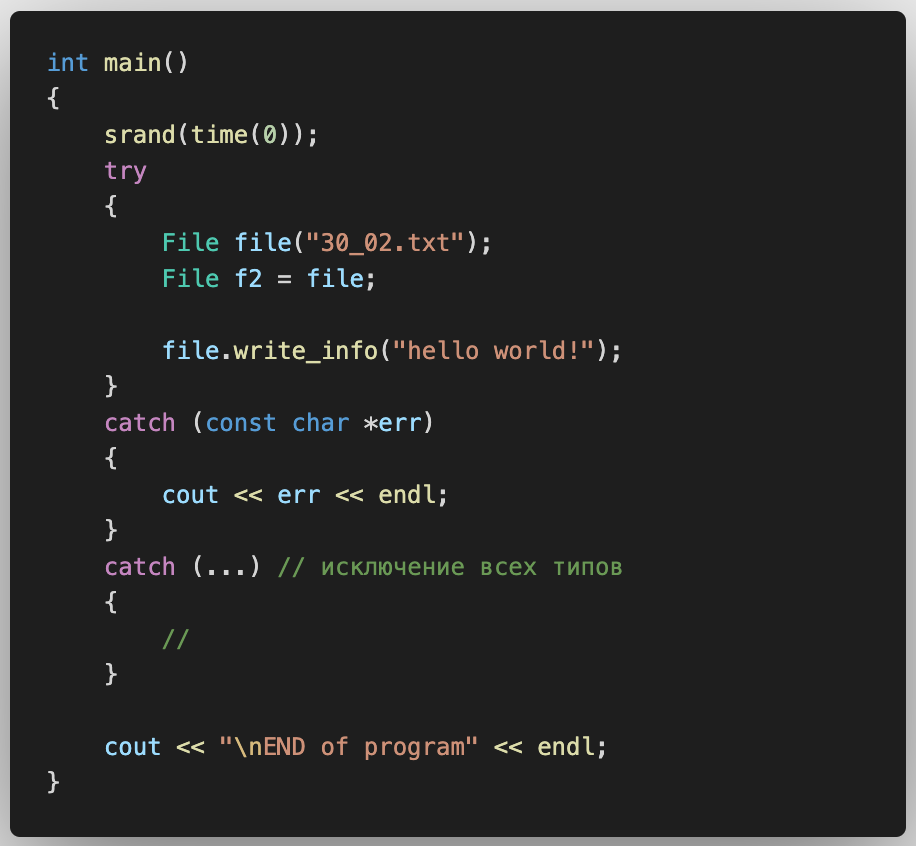 int main()
{
    srand(time(0));
    try
    {
        File file("30_02.txt");
        File f2 = file;

        file.write_info("hello world!");
    }
    catch (const char *err)
    {
        cout << err << endl;
    }
    catch (...) // исключение всех типов
    {
        //
    }

    cout << "\nEND of program" << endl;
}